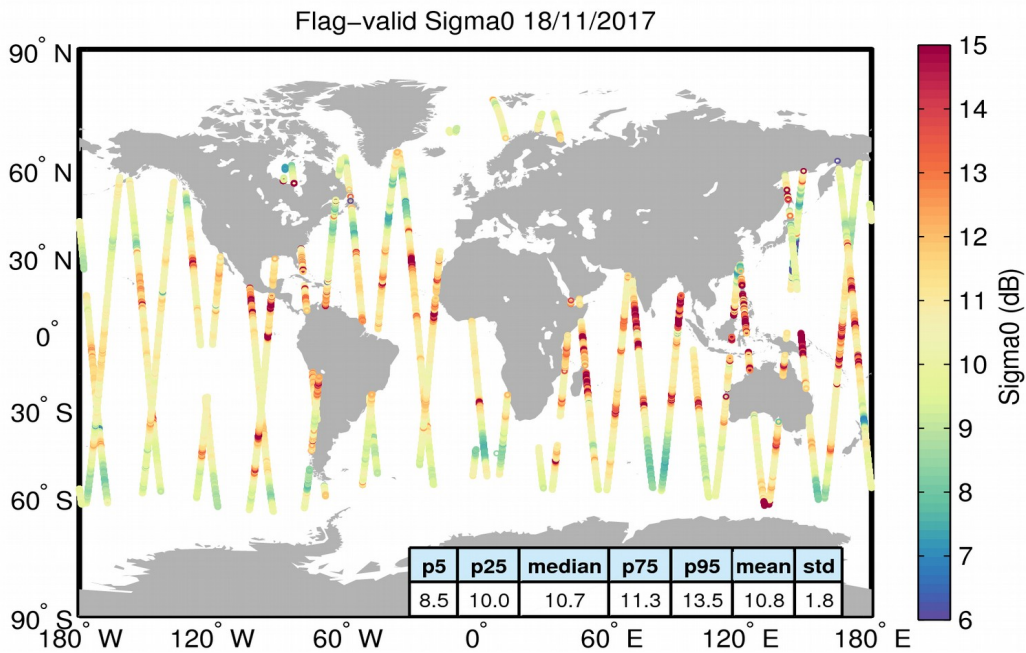 Flag−valid Sigma0 18/11/2017
90° N
60° N
30° N
0°
30° S
60° S
90° S
180° W
120° W
60° W
0°
60° E
120° E
180° E
p5 p25 median p75 p95 mean std
8.5 10.0 10.7 11.3 13.5 10.8 1.8
15
14
13
12
11
10
9
8
7
6
Sigma0 (dB)